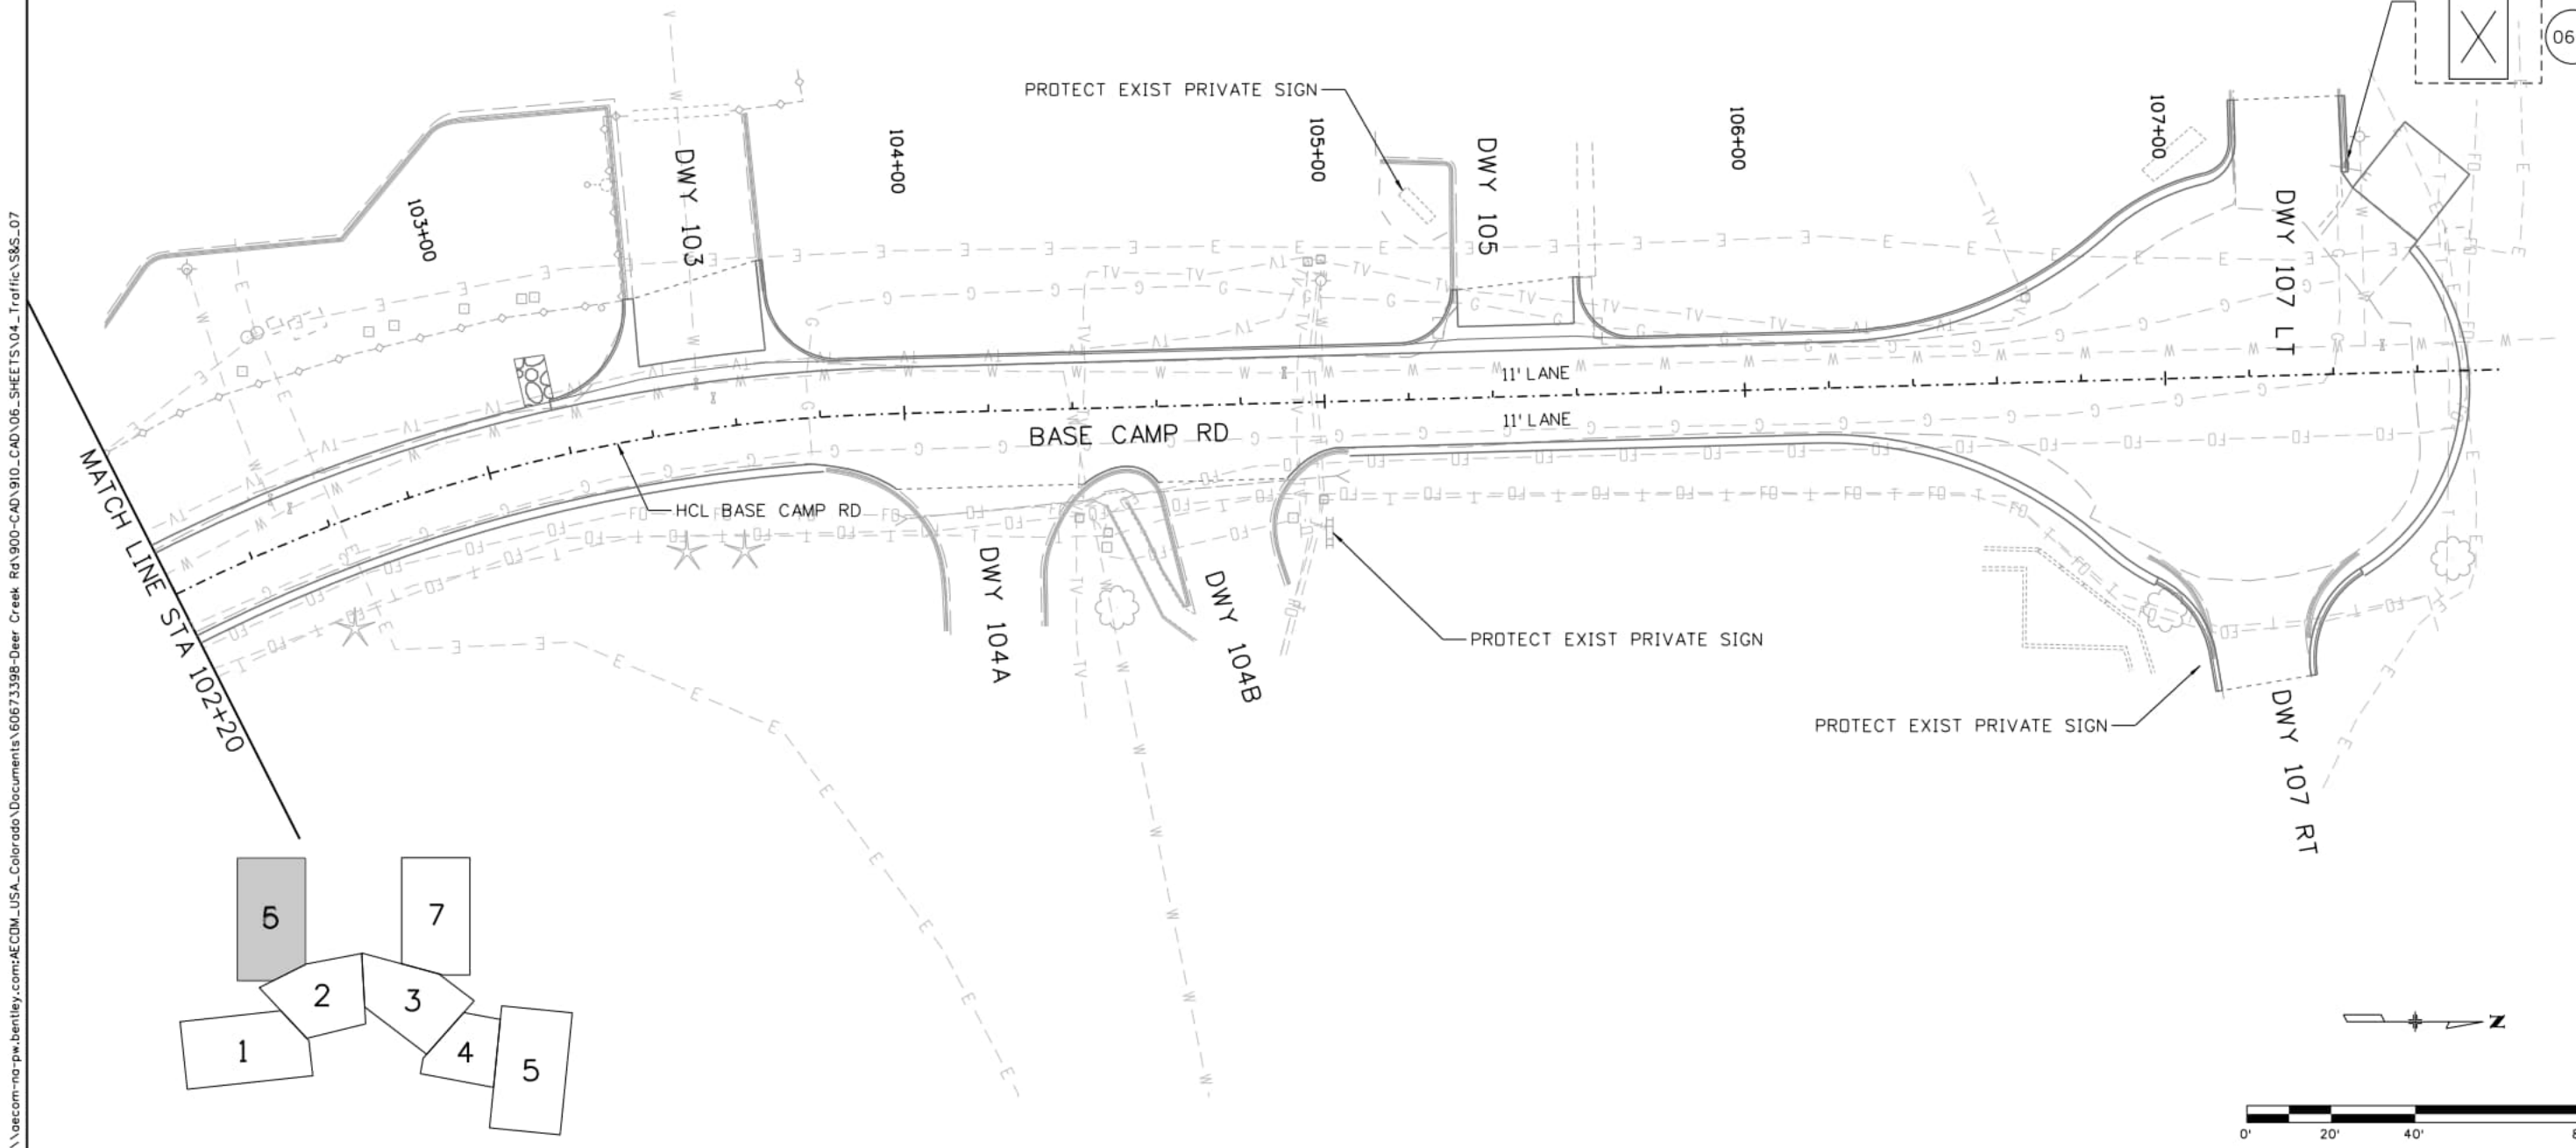 06
PROTECT EXIST PRIVATE SIGN
103+00
DWY 103
104+00
105+00
DWY 105
106+00
107+00
DWY 107 LT
11' LANE
11' LANE
BASE CAMP RD
HCL BASE CAMP RD
MATCH LINE STA 102+20
DWY 104A
DWY 104B
PROTECT EXIST PRIVATE SIGN
PROTECT EXIST PRIVATE SIGN
DWY 107 RT
5
7
2
3
1
4
5
N
0'
20'
40'
\\aecom-na-pw.bentley.com:AECOM_USA_Colorado\Documents\60673398-Deer Creek Rd\900-CAD\910_CAD\06_SHEETS\04_Traffic\S&S_07